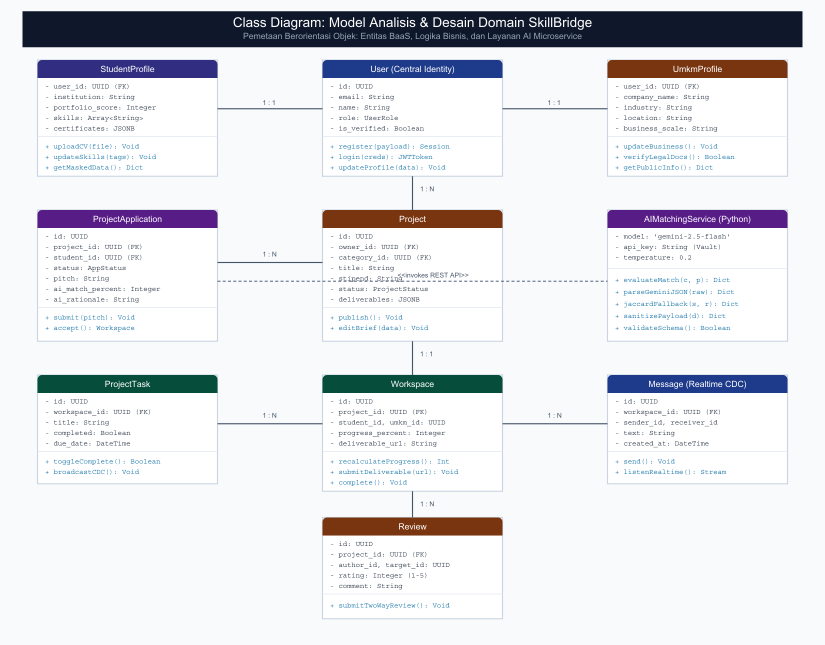 Class Diagram: Model Analisis & Desain Domain SkillBridge
Pemetaan Berorientasi Objek: Entitas BaaS, Logika Bisnis, dan Layanan AI Microservice
StudentProfile
- user_id: UUID (FK)
- institution: String
- portfolio_score: Integer
- skills: Array<String>
- certificates: JSONB
+ uploadCV(file): Void
+ updateSkills(tags): Void
+ getMaskedData(): Dict
1 : 1
User (Central Identity)
- id: UUID
- email: String
- name: String
- role: UserRole
- is_verified: Boolean
+ register(payload): Session
+ login(creds): JWTToken
+ updateProfile(data): Void
1 : 1
UmkmProfile
- user_id: UUID (FK)
- company_name: String
- industry: String
- location: String
- business_scale: String
+ updateBusiness(): Void
+ verifyLegalDocs(): Boolean
+ getPublicInfo(): Dict
1 : N
ProjectApplication
- id: UUID
- project_id: UUID (FK)
- student_id: UUID (FK)
- status: AppStatus
- pitch: String
- ai_match_percent: Integer
- ai_rationale: String
+ submit(pitch): Void
+ accept(): Workspace
1 : N
Project
- id: UUID
- owner_id: UUID (FK)
- category_id: UUID (FK)
- title: String
- stipend: String
- status: ProjectStatus
- deliverables: JSONB
+ publish(): Void
+ editBrief(data): Void
<<invokes REST API>>
AIMatchingService (Python)
- model: 'gemini-2.5-flash'
- api_key: String (Vault)
- temperature: 0.2
+ evaluateMatch(c, p): Dict
+ parseGeminiJSON(raw): Dict
+ jaccardFallback(s, r): Dict
+ sanitizePayload(d): Dict
+ validateSchema(): Boolean
1 : 1
ProjectTask
- id: UUID
- workspace_id: UUID (FK)
- title: String
- completed: Boolean
- due_date: DateTime
+ toggleComplete(): Boolean
+ broadcastCDC(): Void
1 : N
Workspace
- id: UUID
- project_id: UUID (FK)
- student_id, umkm_id: UUID
- progress_percent: Integer
- deliverable_url: String
+ recalculateProgress(): Int
+ submitDeliverable(url): Void
+ complete(): Void
1 : N
Message (Realtime CDC)
- id: UUID
- workspace_id: UUID (FK)
- sender_id, receiver_id
- text: String
- created_at: DateTime
+ send(): Void
+ listenRealtime(): Stream
1 : N
Review
- id: UUID
- project_id: UUID (FK)
- author_id, target_id: UUID
- rating: Integer (1-5)
- comment: String
+ submitTwoWayReview(): Void